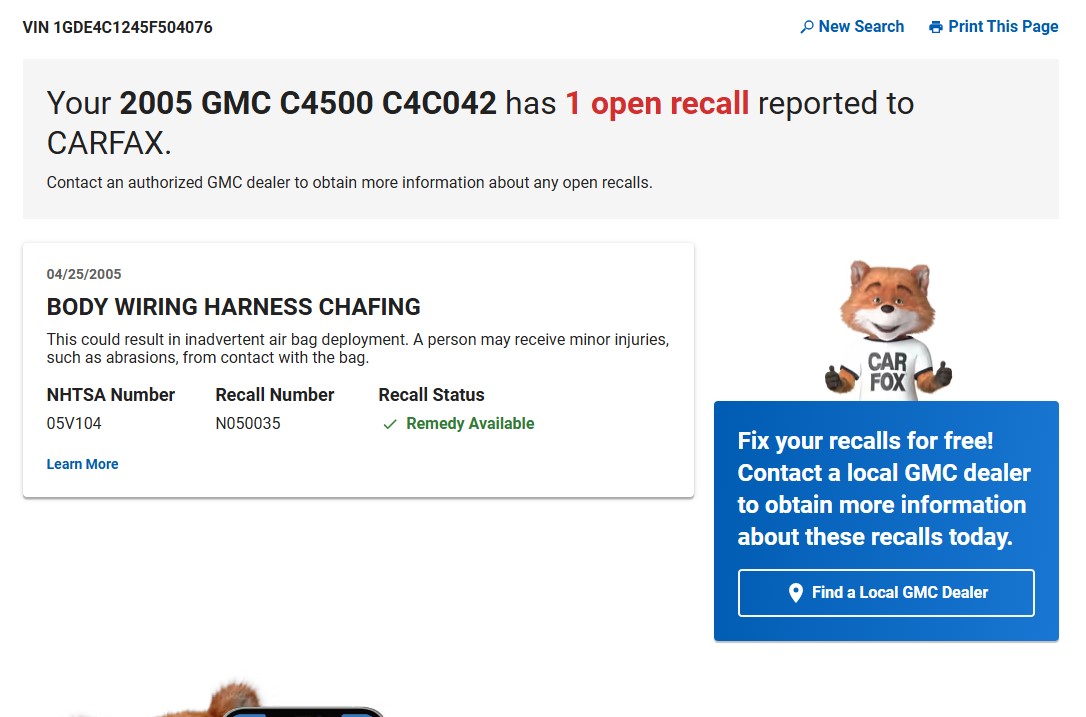 VIN 1GDE4C1245F504076
New Search
Print This Page
Your 2005 GMC C4500 C4C042 has 1 open recall reported to
CARFAX.
Contact an authorized GMC dealer to obtain more information about any open recalls.
04/25/2005
BODY WIRING HARNESS CHAFING
This could result in inadvertent air bag deployment. A person may receive minor injuries,
such as abrasions, from contact with the bag.
NHTSA Number Recall Number Recall Status
05V104 N050035 Remedy Available
Learn More
CAR
FOX
Fix your recalls for free!
Contact a local GMC dealer
to obtain more information
about these recalls today.
Find a Local GMC Dealer